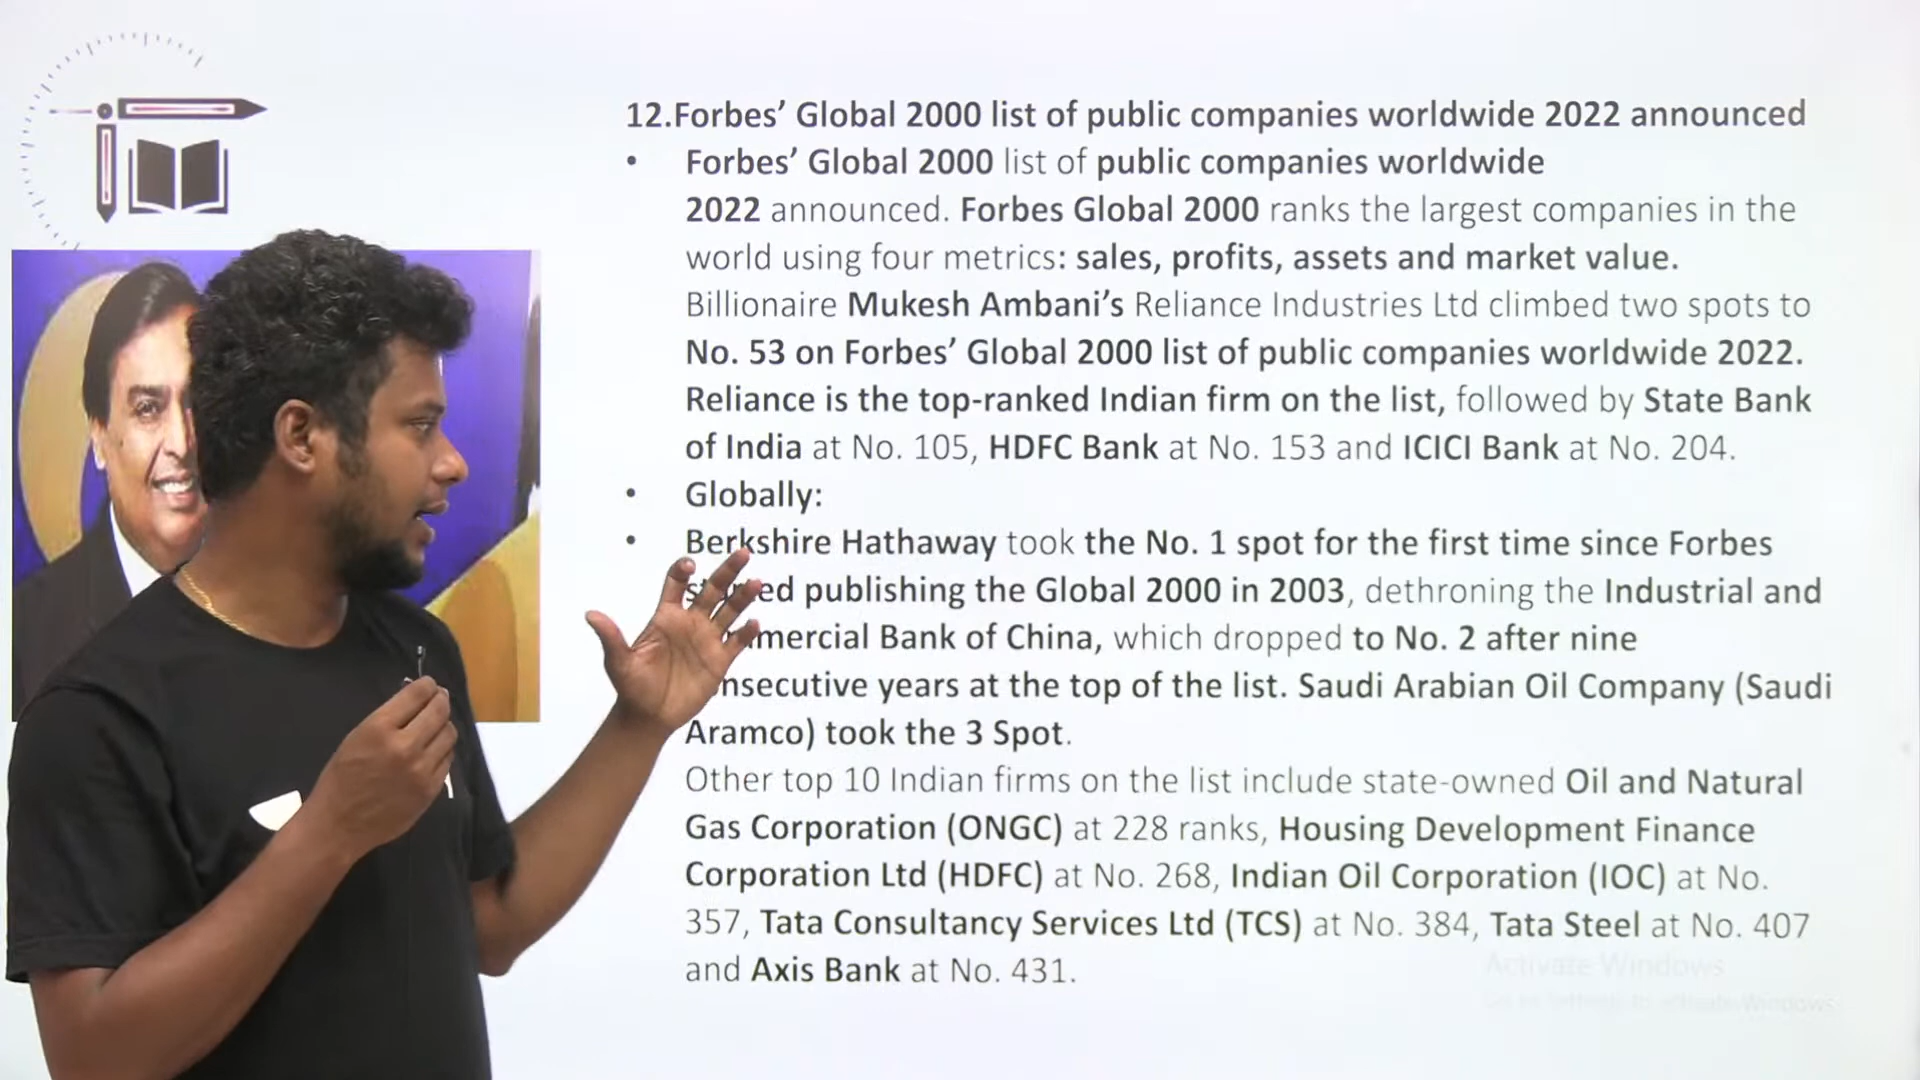 12.Forbes’ Global 2000 list of public companies worldwide 2022 announced
• Forbes’ Global 2000 list of public companies worldwide
2022 announced. Forbes Global 2000 ranks the largest companies in the
world using four metrics: sales, profits, assets and market value.
Billionaire Mukesh Ambani’s Reliance Industries Ltd climbed two spots to
No. 53 on Forbes’ Global 2000 list of public companies worldwide 2022.
Reliance is the top-ranked Indian firm on the list, followed by State Bank
of India at No. 105, HDFC Bank at No. 153 and ICICI Bank at No. 204.
• Globally:
• Berkshire Hathaway took the No. 1 spot for the first time since Forbes
publishing the Global 2000 in 2003, dethroning the Industrial and
Bank of China, which dropped to No. 2 after nine
years at the top of the list. Saudi Arabian Oil Company (Saudi
Aramco) took the 3 Spot.
Other top 10 Indian firms on the list include state-owned Oil and Natural
Gas Corporation (ONGC) at 228 ranks, Housing Development Finance
Corporation Ltd (HDFC) at No. 268, Indian Oil Corporation (IOC) at No.
357, Tata Consultancy Services Ltd (TCS) at No. 384, Tata Steel at No. 407
and Axis Bank at No. 431.
Activate Windows